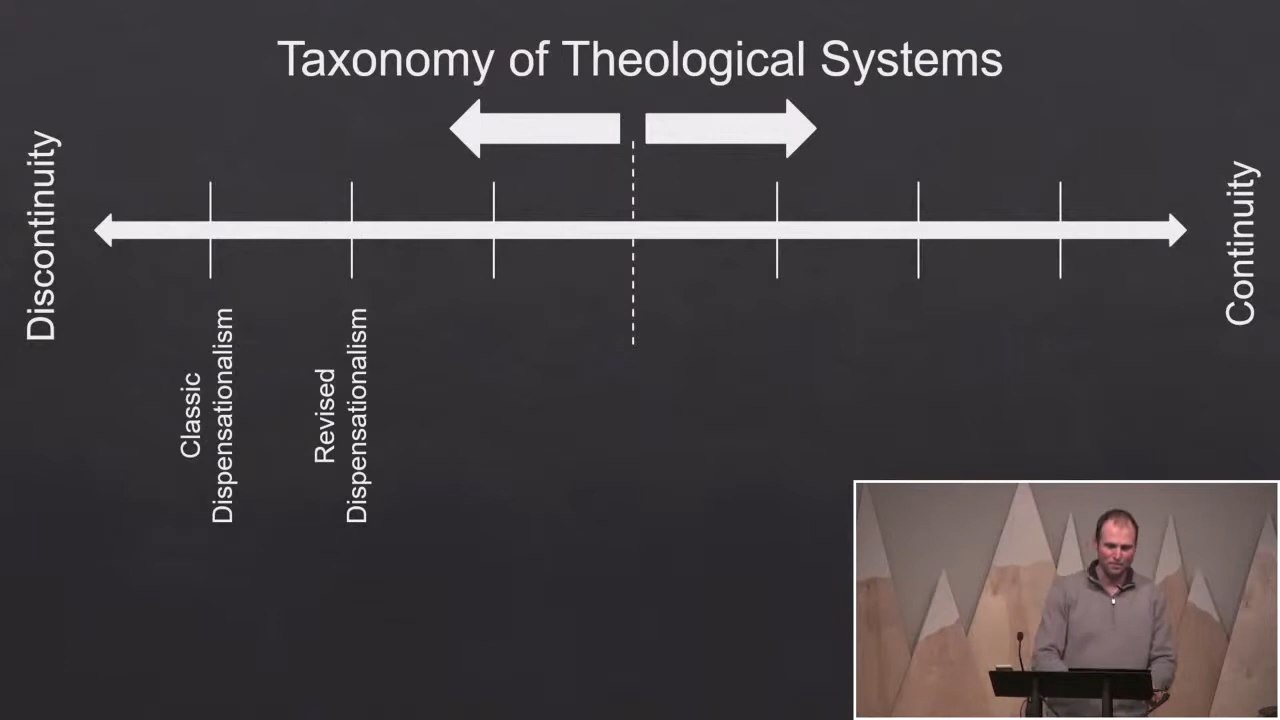 Taxonomy of Theological Systems
Discontinuity
Continuity
Classic
Dispensationalism
Revised
Dispensationalism